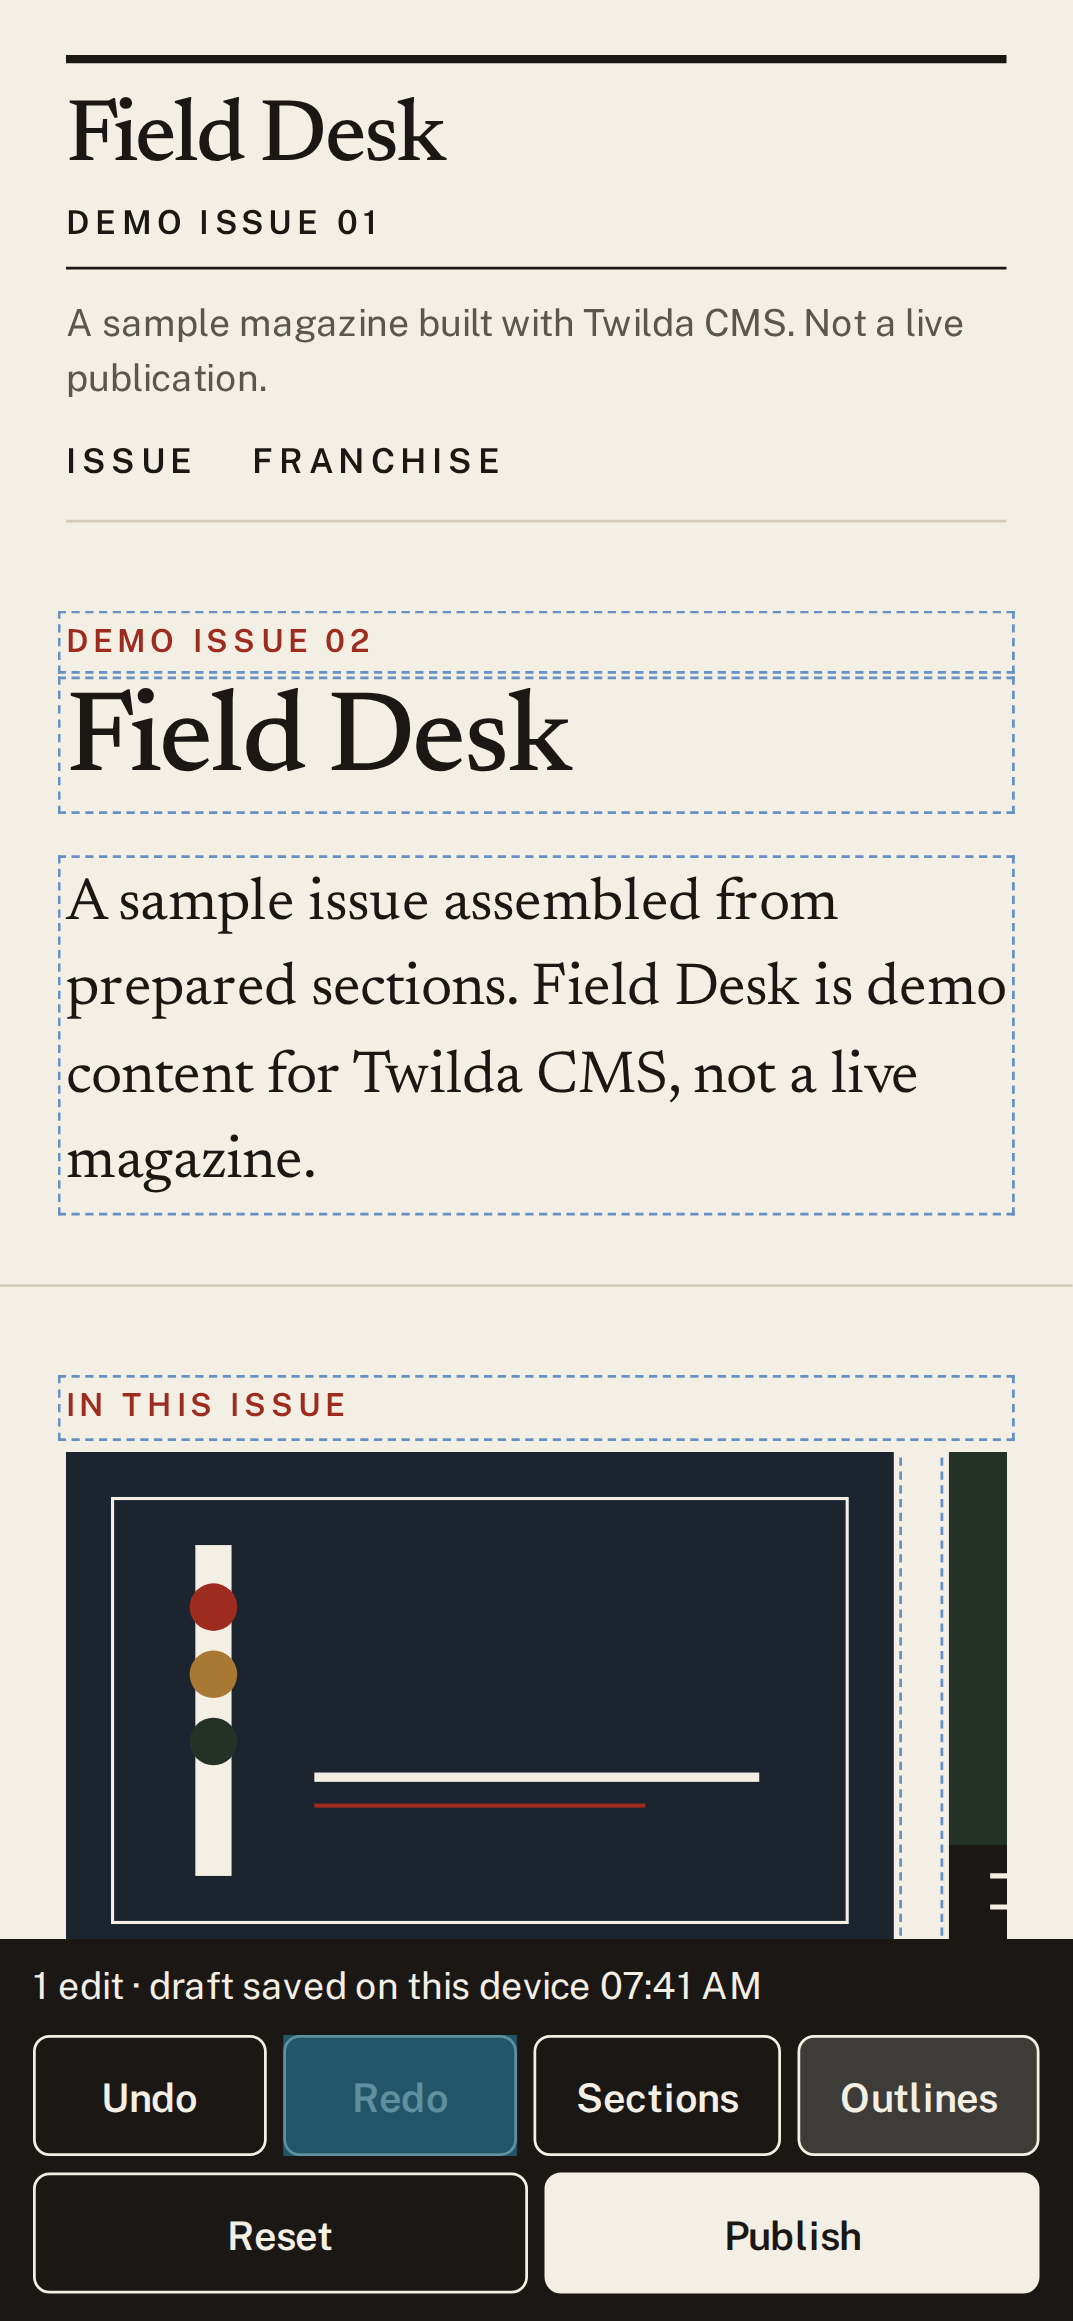 Field Desk
DEMO ISSUE 01
A sample magazine built with Twilda CMS. Not a live
publication.
ISSUE FRANCHISE
DEMO ISSUE 02
Field Desk
A sample issue assembled from
prepared sections. Field Desk is demo
content for Twilda CMS, not a live
magazine.
IN THIS ISSUE
1 edit · draft saved on this device 07:41 AM
Undo Redo Sections Outlines
Reset Publish